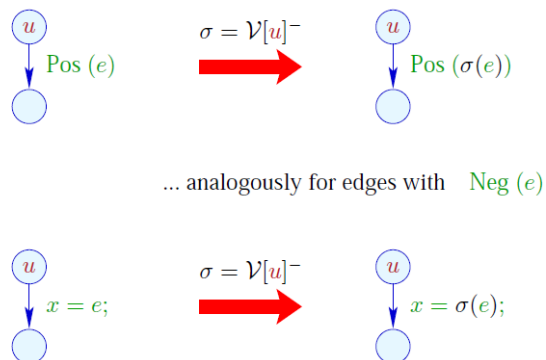 u σ = 𝒱[u]⁻ u
Pos (e) Pos (σ(e))
... analogously for edges with Neg (e)
u σ = 𝒱[u]⁻ u
x = e; x = σ(e);